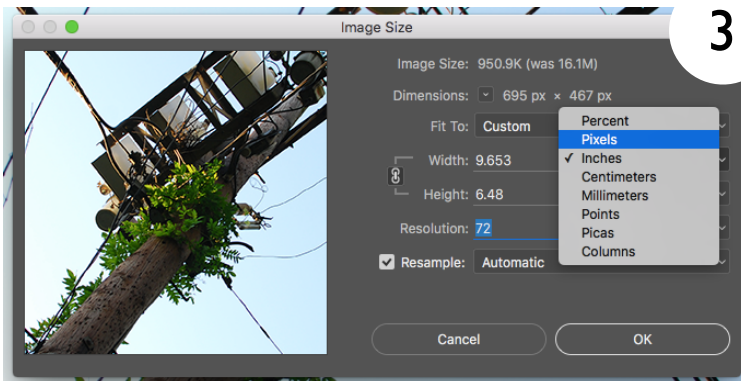 Image Size
3
Image Size: 950.9K (was 16.1M)
Dimensions: 695 px × 467 px
Fit To: Custom
Width: 9.653
Height: 6.48
Resolution: 72
Resample: Automatic
Percent
Pixels
✓ Inches
Centimeters
Millimeters
Points
Picas
Columns
Cancel
OK